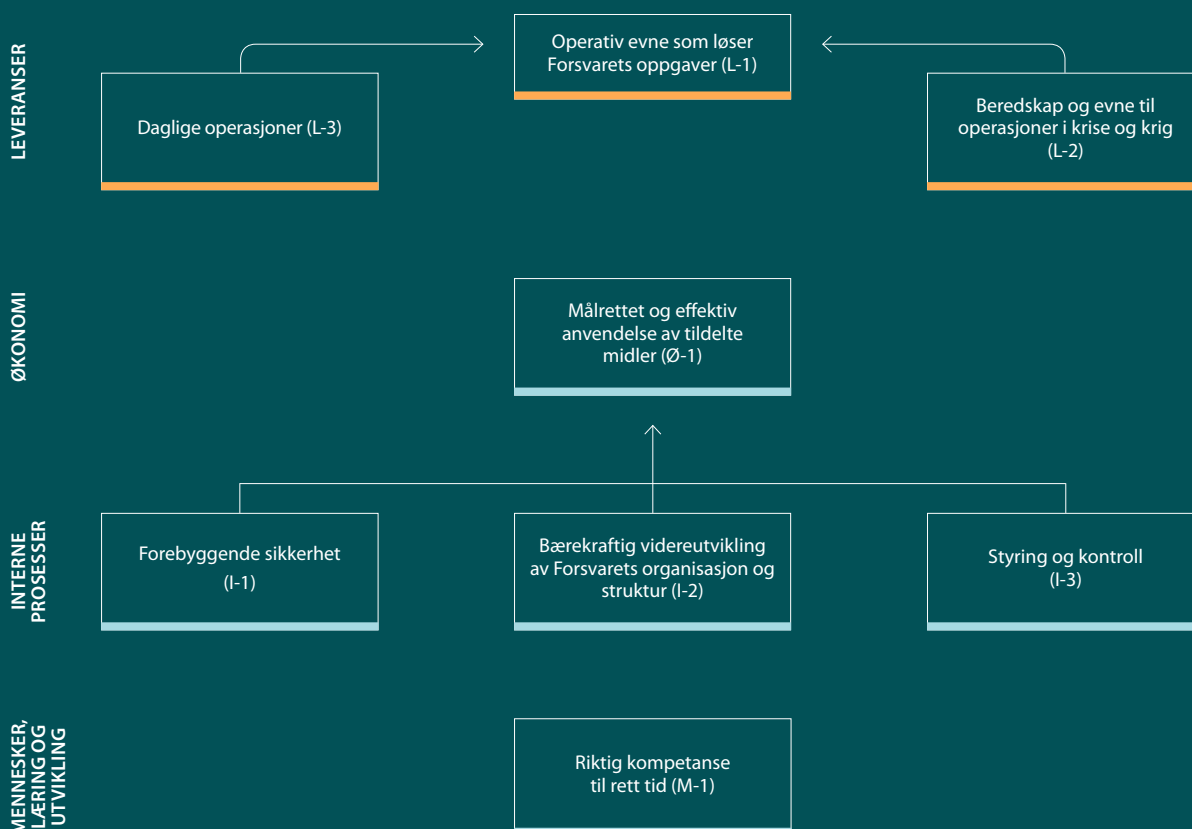 LEVERANSER
Operativ evne som løser
Forsvarets oppgaver (L-1)
Daglige operasjoner (L-3)
Beredskap og evne til
operasjoner i krise og krig
(L-2)
ØKONOMI
Målrettet og effektiv
anvendelse av tildelte
midler (Ø-1)
INTERNE
PROSESSER
Forebyggende sikkerhet
(I-1)
Bærekraftig videreutvikling
av Forsvarets organisasjon og
struktur (I-2)
Styring og kontroll
(I-3)
MENNESKER,
LÆRING OG
UTVIKLING
Riktig kompetanse
til rett tid (M-1)